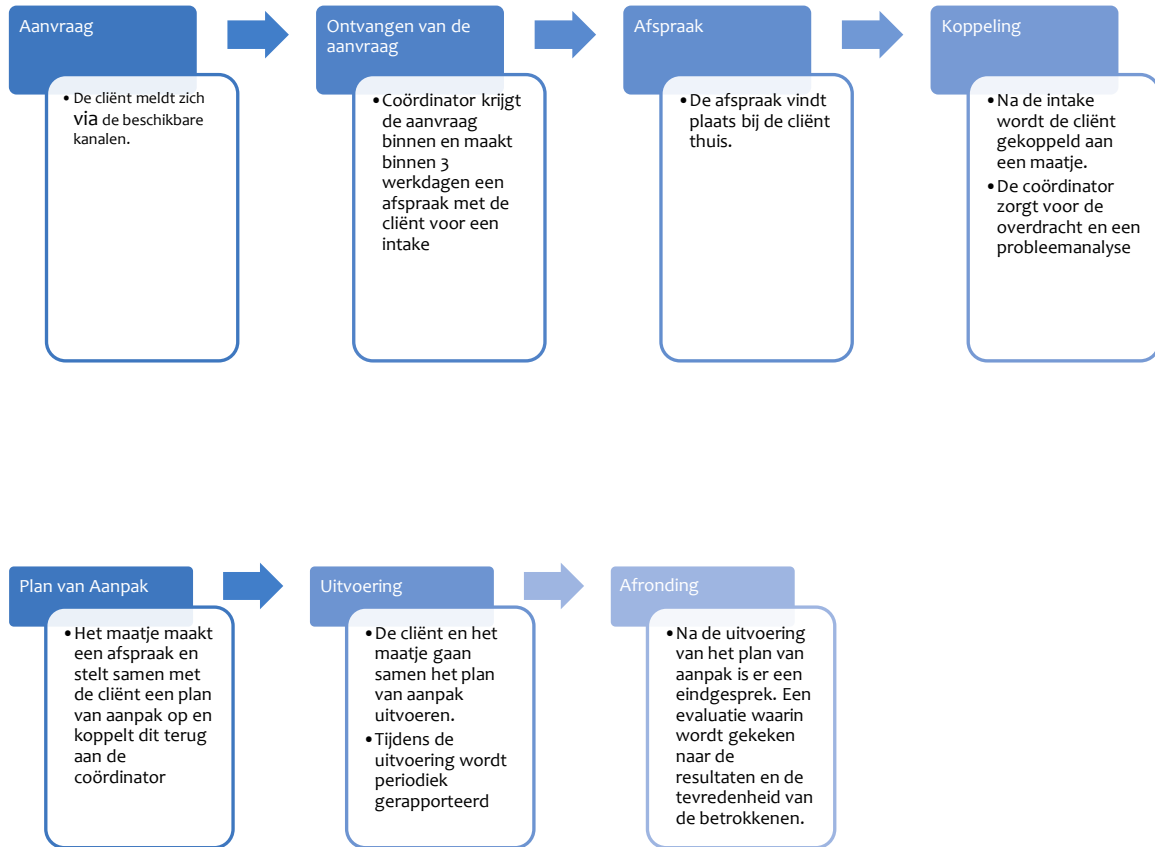 Aanvraag
• De cliënt meldt zich
via de beschikbare
kanalen.
Ontvangen van de
aanvraag
• Coördinator krijgt
de aanvraag
binnen en maakt
binnen 3
werkdagen een
afspraak met de
cliënt voor een
intake
Afspraak
• De afspraak vindt
plaats bij de cliënt
thuis.
Koppeling
• Na de intake
wordt de cliënt
gekoppeld aan
een maatje.
• De coördinator
zorgt voor de
overdracht en een
probleemanalyse
Plan van Aanpak
• Het maatje maakt
een afspraak en
stelt samen met
de cliënt een plan
van aanpak op en
koppelt dit terug
aan de
coördinator
Uitvoering
• De cliënt en het
maatje gaan
samen het plan
van aanpak
uitvoeren.
• Tijdens de
uitvoering wordt
periodiek
gerapporteerd
Afronding
• Na de uitvoering
van het plan van
aanpak is er een
eindgesprek. Een
evaluatie waarin
wordt gekeken
naar de
resultaten en de
tevredenheid van
de betrokkenen.